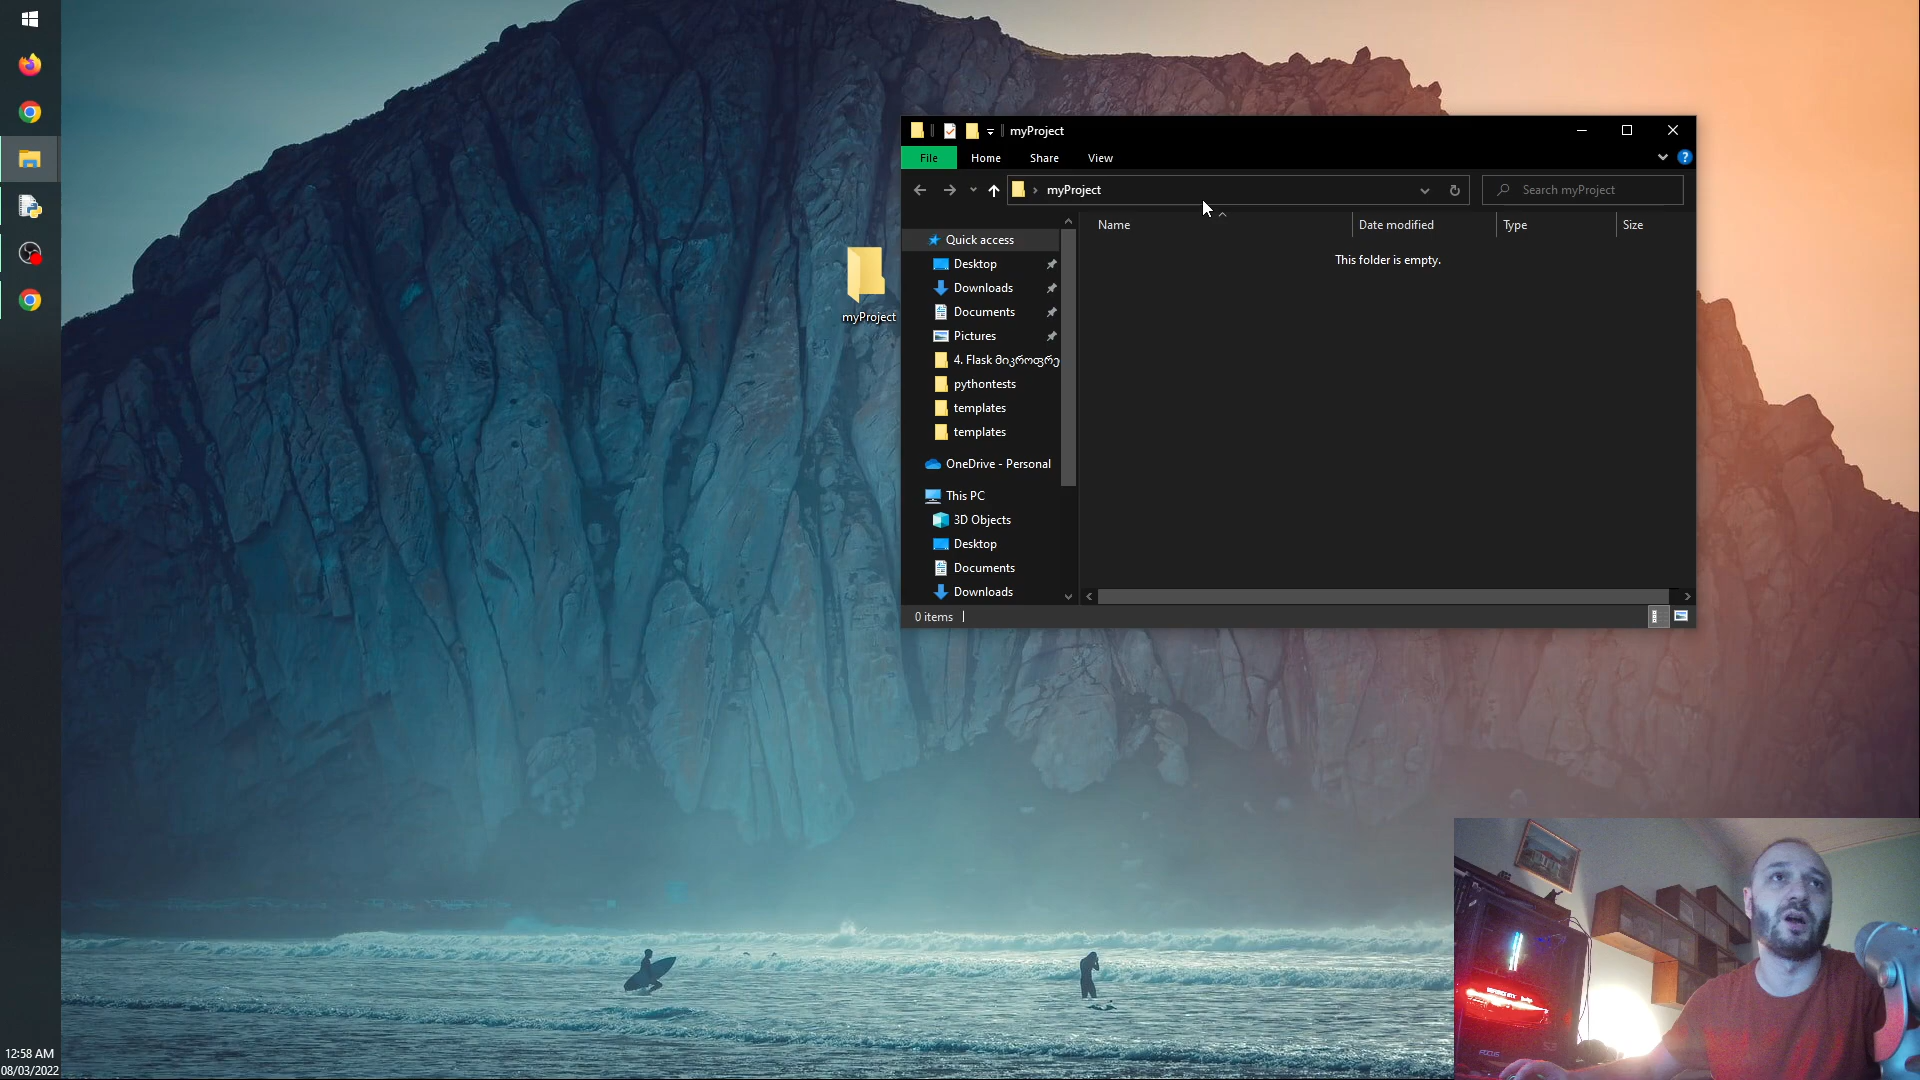 myProject
File Home Share View
myProject
Search myProject
Name Date modified Type Size
This folder is empty.
Quick access
Desktop
Downloads
Documents
Pictures
4. Flask მიკროფრე
pythontests
templates
templates
OneDrive - Personal
This PC
3D Objects
Desktop
Documents
Downloads
0 items
myProject
12:58 AM
08/03/2022